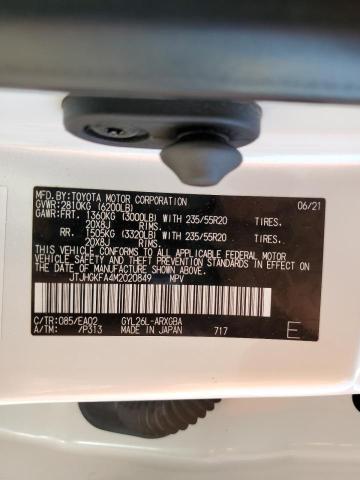 MFD.BY:TOYOTA MOTOR CORPORATION 06/21
GVWR:2810KG (6200LB)
GAWR:FRT. 1360KG (3000LB) WITH 235/55R20 TIRES.
20X8J RIMS.
RR. 1505KG (3320LB) WITH 235/55R20 TIRES.
20X8J RIMS.
THIS VEHICLE CONFORMS TO ALL APPLICABLE FEDERAL MOTOR
VEHICLE SAFETY, BUMPER, AND THEFT PREVENTION STANDARDS
IN EFFECT ON THE DATE OF MANUFACTURE SHOWN ABOVE.
JTJHGKFA4M2020849 MPV
C/TR:085/EA02 GYL26L-ARXGBA
A/TM: /P313 MADE IN JAPAN 717 E